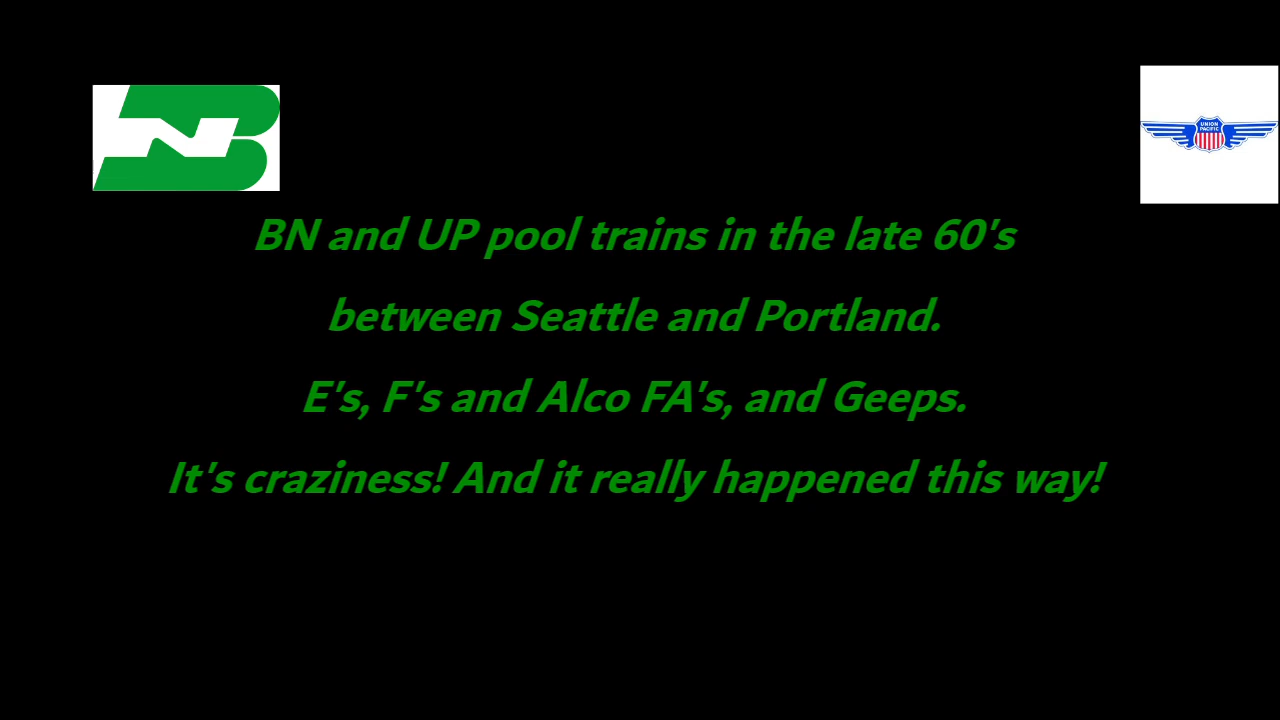 BN
UNION
PACIFIC
BN and UP pool trains in the late 60's
between Seattle and Portland.
E's, F's and Alco FA's, and Geeps.
It's craziness! And it really happened this way!